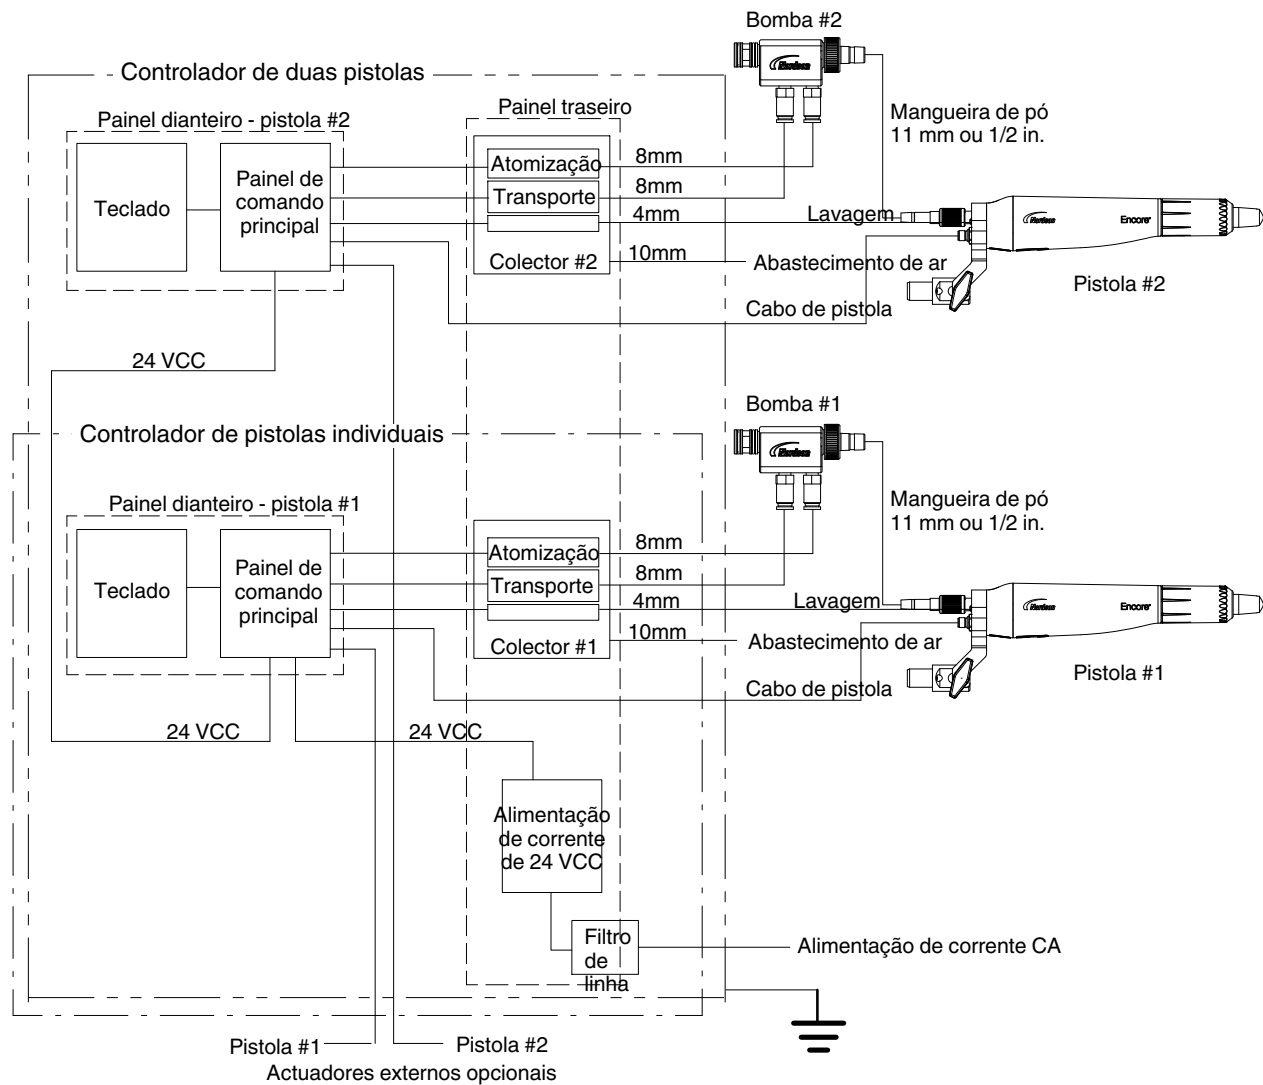 Bomba #2
Controlador de duas pistolas
Nordson
Painel traseiro
Mangueira de pó
11 mm ou 1/2 in.
Painel dianteiro - pistola #2
Teclado
Painel de
comando
principal
Atomização
8mm
Transporte
8mm
4mm
Lavagem
Nordson
Encore
Colector #2
10mm
Abastecimento de ar
Pistola #2
Cabo de pistola
24 VCC
Bomba #1
Controlador de pistolas individuais
Nordson
Mangueira de pó
11 mm ou 1/2 in.
Painel dianteiro - pistola #1
Teclado
Painel de
comando
principal
Atomização
8mm
Transporte
8mm
4mm
Lavagem
Nordson
Encore
Colector #1
10mm
Abastecimento de ar
Pistola #1
Cabo de pistola
24 VCC
24 VCC
Alimentação
de corrente
de 24 VCC
Filtro
de
linha
Alimentação de corrente CA
Pistola #1
Pistola #2
Actuadores externos opcionais